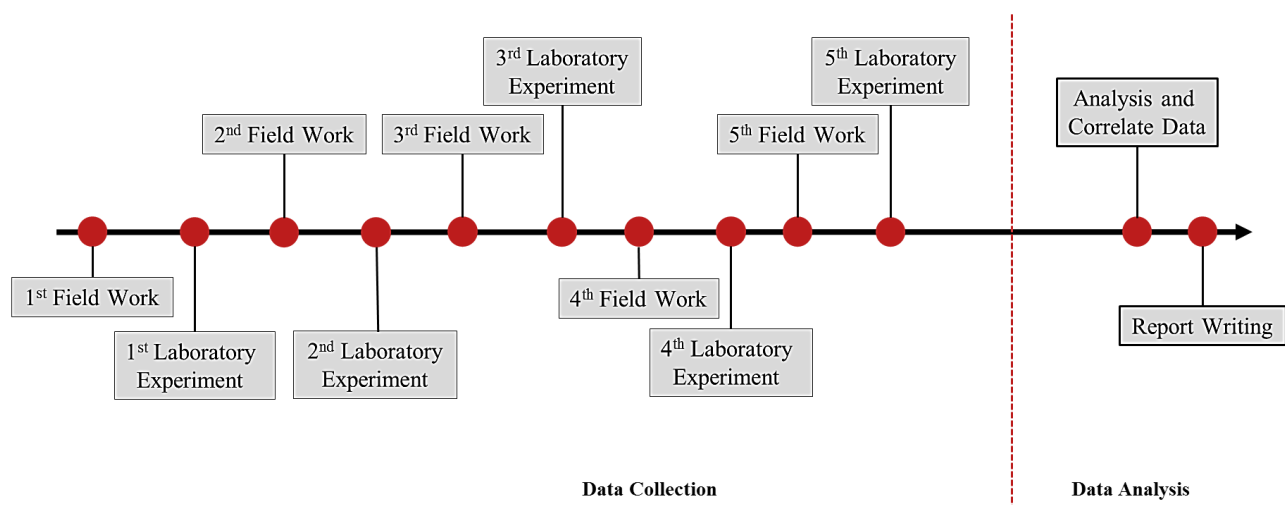 3rd Laboratory
Experiment
5th Laboratory
Experiment
Analysis and
Correlate Data
2nd Field Work
3rd Field Work
5th Field Work
1st Field Work
4th Field Work
Report Writing
1st Laboratory
Experiment
2nd Laboratory
Experiment
4th Laboratory
Experiment
Data Collection
Data Analysis